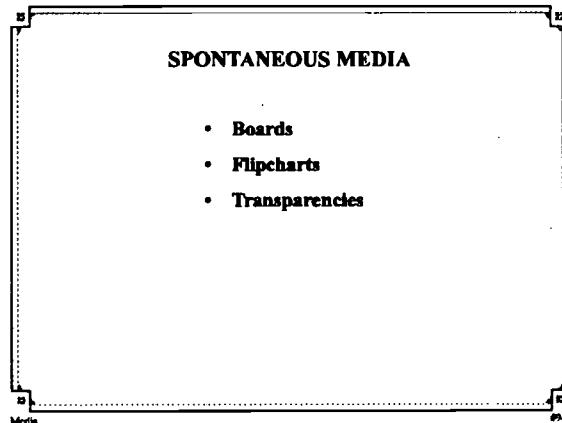 SPONTANEOUS MEDIA
• Boards
• Flipcharts
• Transparencies
Media